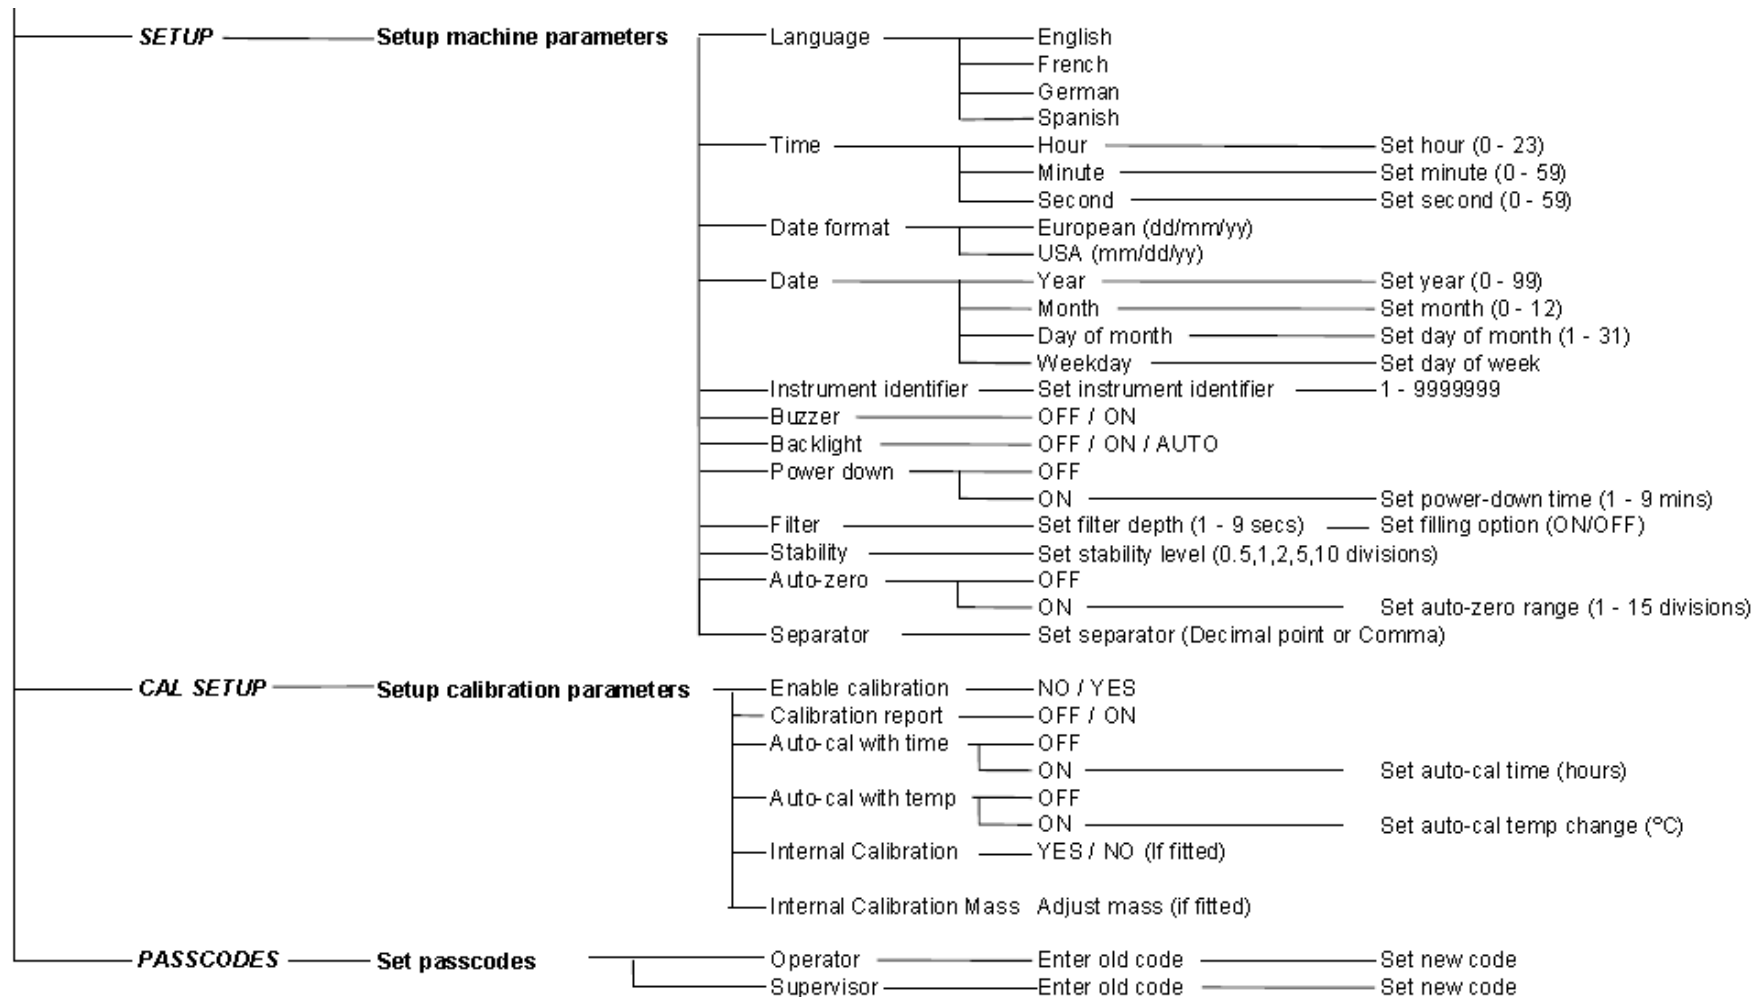 SETUP Setup machine parameters Language English
French
German
Spanish
Time Hour Set hour (0 - 23)
Minute Set minute (0 - 59)
Second Set second (0 - 59)
Date format European (dd/mm/yy)
USA (mm/dd/yy)
Date Year Set year (0 - 99)
Month Set month (0 - 12)
Day of month Set day of month (1 - 31)
Weekday Set day of week
Instrument identifier Set instrument identifier 1 - 9999999
Buzzer OFF / ON
Backlight OFF / ON / AUTO
Power down OFF
ON Set power-down time (1 - 9 mins)
Filter Set filter depth (1 - 9 secs) Set filling option (ON/OFF)
Stability Set stability level (0.5,1,2,5,10 divisions)
Auto-zero OFF
ON Set auto-zero range (1 - 15 divisions)
Separator Set separator (Decimal point or Comma)
CAL SETUP Setup calibration parameters Enable calibration NO / YES
Calibration report OFF / ON
Auto-cal with time OFF
ON Set auto-cal time (hours)
Auto-cal with temp OFF
ON Set auto-cal temp change (°C)
Internal Calibration YES / NO (If fitted)
Internal Calibration Mass Adjust mass (if fitted)
PASSCODES Set passcodes Operator Enter old code Set new code
Supervisor Enter old code Set new code